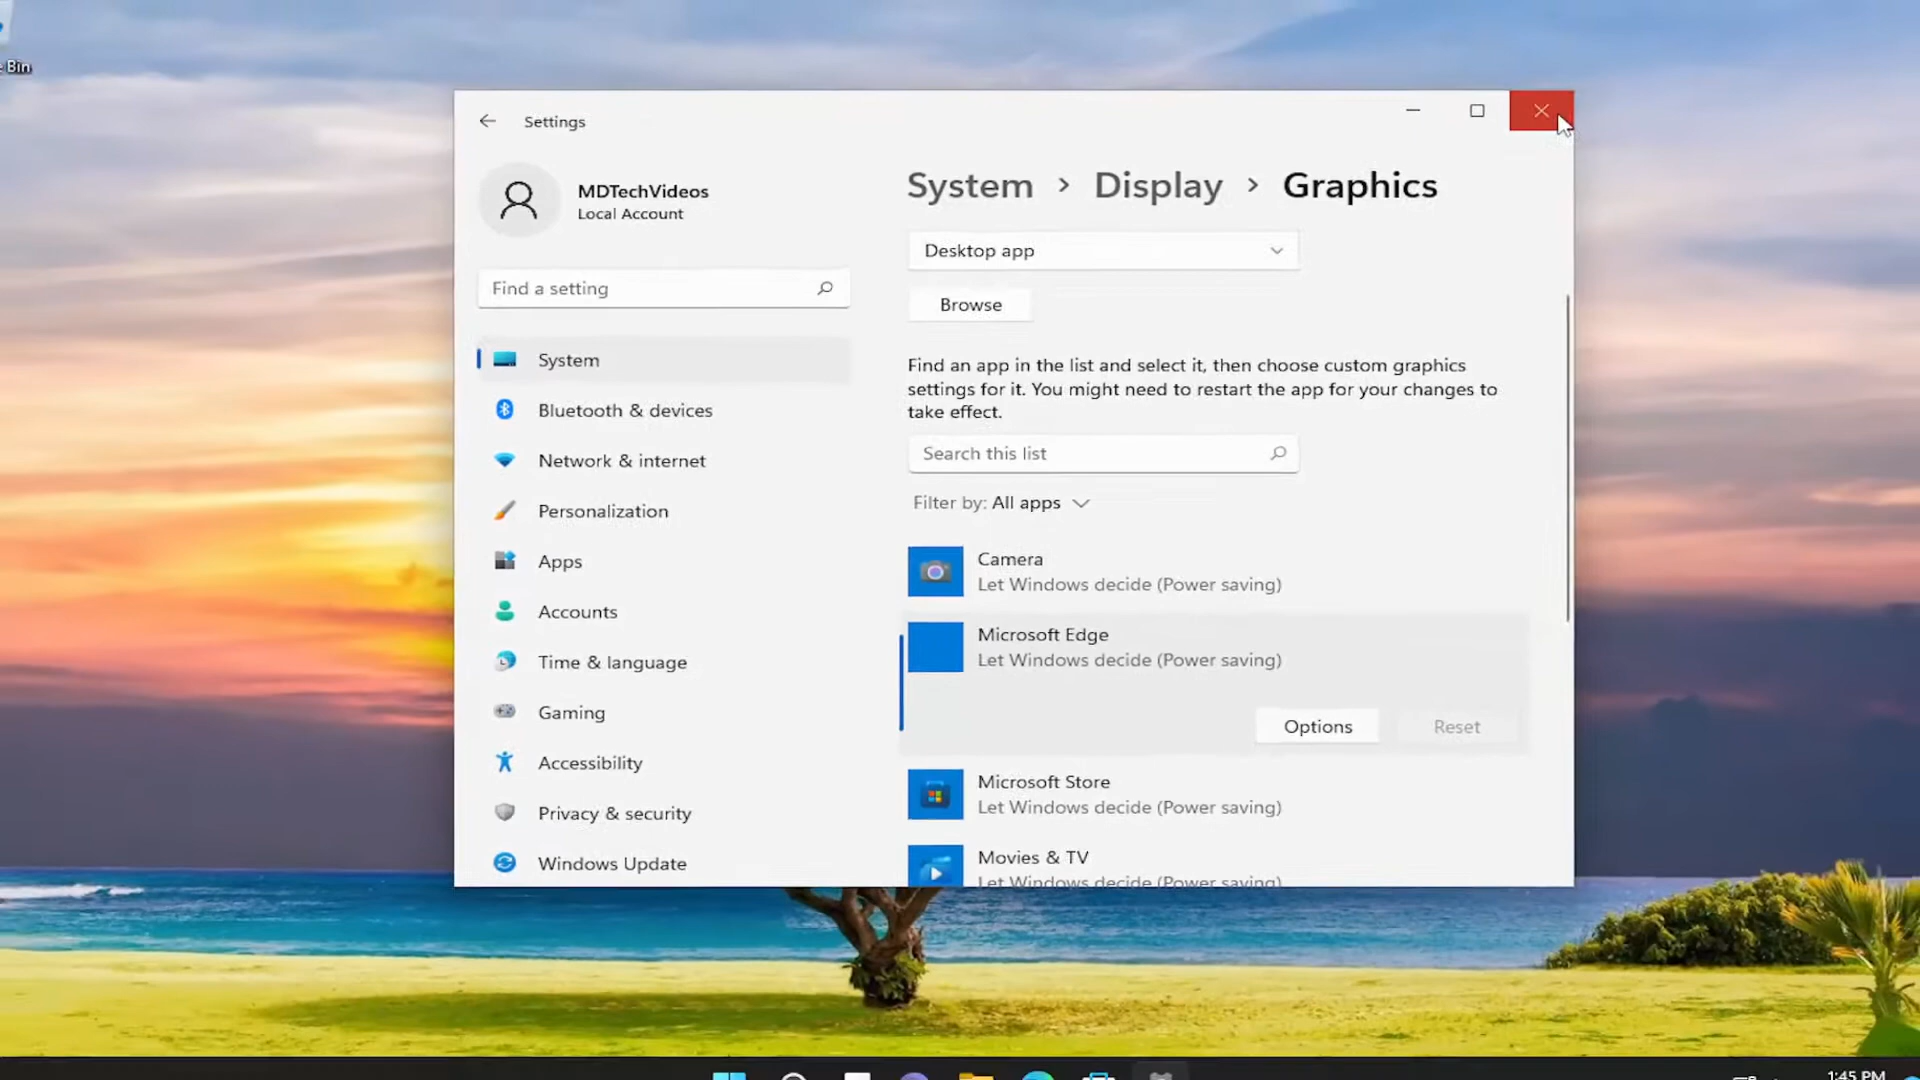 Bin
Settings
MDTechVideos
Local Account
Find a setting
System
Bluetooth & devices
Network & internet
Personalization
Apps
Accounts
Time & language
Gaming
Accessibility
Privacy & security
Windows Update
System > Display > Graphics
Desktop app
Browse
Find an app in the list and select it, then choose custom graphics
settings for it. You might need to restart the app for your changes to
take effect.
Search this list
Filter by: All apps
Camera
Let Windows decide (Power saving)
Microsoft Edge
Let Windows decide (Power saving)
Options
Reset
Microsoft Store
Let Windows decide (Power saving)
Movies & TV
Let Windows decide (Power saving)
1:45 PM